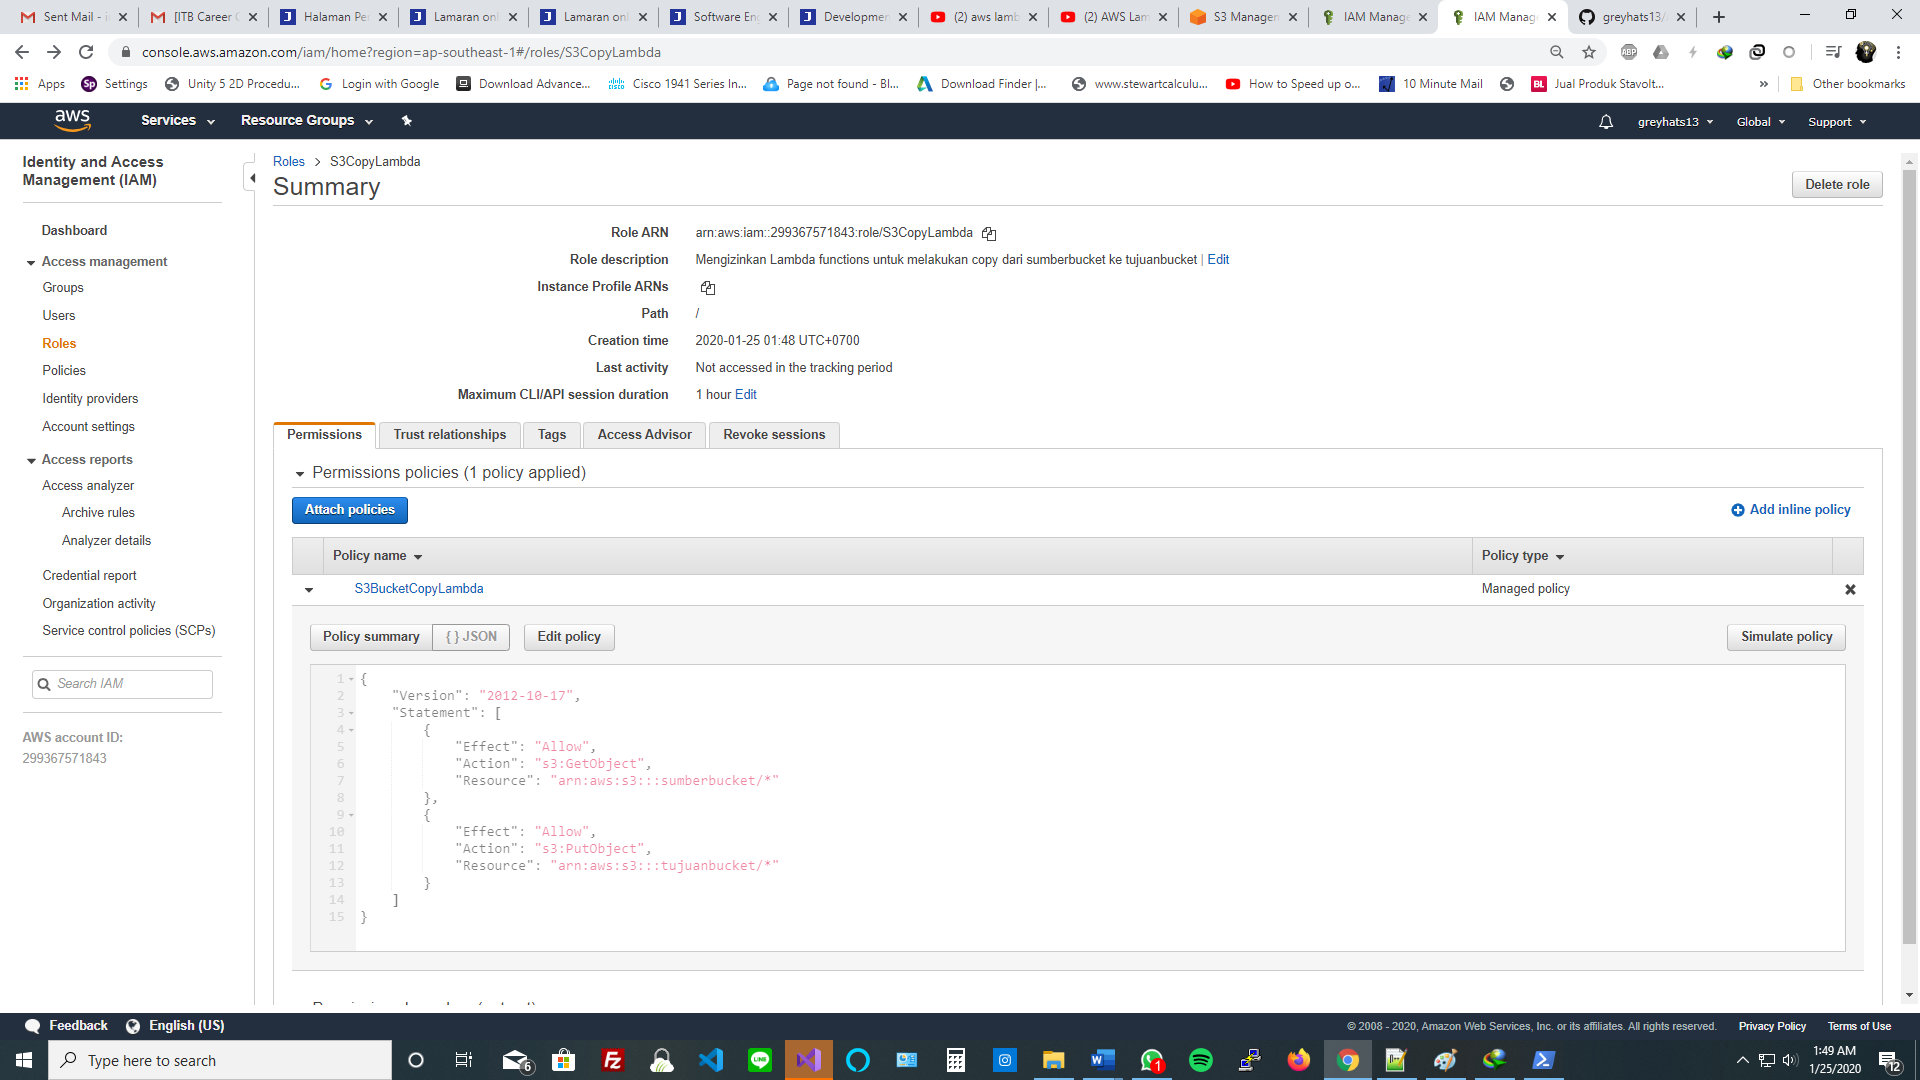 Sent Mail - i
[ITB Career C
Halaman Per
Lamaran onl
Lamaran onl
Software En
Developmen
(2) aws lamb
(2) AWS Lam
S3 Managem
IAM Manage
IAM Manage
greyhats13/
console.aws.amazon.com/iam/home?region=ap-southeast-1#/roles/S3CopyLambda
Apps
Settings
Unity 5 2D Procedu...
Login with Google
Download Advance...
Cisco 1941 Series In...
Page not found - Bl...
Download Finder |...
www.stewartcalculu...
How to Speed up o...
10 Minute Mail
Jual Produk Stavolt...
»
Other bookmarks
aws
Services
Resource Groups
greyhats13
Global
Support
Identity and Access
Management (IAM)
Dashboard
Access management
Groups
Users
Roles
Policies
Identity providers
Account settings
Access reports
Access analyzer
Archive rules
Analyzer details
Credential report
Organization activity
Service control policies (SCPs)
Search IAM
AWS account ID:
299367571843
Roles > S3CopyLambda
Summary
Delete role
Role ARN arn:aws:iam::299367571843:role/S3CopyLambda
Role description Mengizinkan Lambda functions untuk melakukan copy dari sumberbucket ke tujuanbucket | Edit
Instance Profile ARNs
Path /
Creation time 2020-01-25 01:48 UTC+0700
Last activity Not accessed in the tracking period
Maximum CLI/API session duration 1 hour Edit
Permissions
Trust relationships
Tags
Access Advisor
Revoke sessions
Permissions policies (1 policy applied)
Attach policies
Add inline policy
Policy name
Policy type
S3BucketCopyLambda
Managed policy
Policy summary
{ } JSON
Edit policy
Simulate policy
1 {
2 "Version": "2012-10-17",
3 "Statement": [
4 {
5 "Effect": "Allow",
6 "Action": "s3:GetObject",
7 "Resource": "arn:aws:s3:::sumberbucket/*"
8 },
9 {
10 "Effect": "Allow",
11 "Action": "s3:PutObject",
12 "Resource": "arn:aws:s3:::tujuanbucket/*"
13 }
14 ]
15 }
Feedback
English (US)
© 2008 - 2020, Amazon Web Services, Inc. or its affiliates. All rights reserved.
Privacy Policy
Terms of Use
Type here to search
6
1
1:49 AM
1/25/2020
12